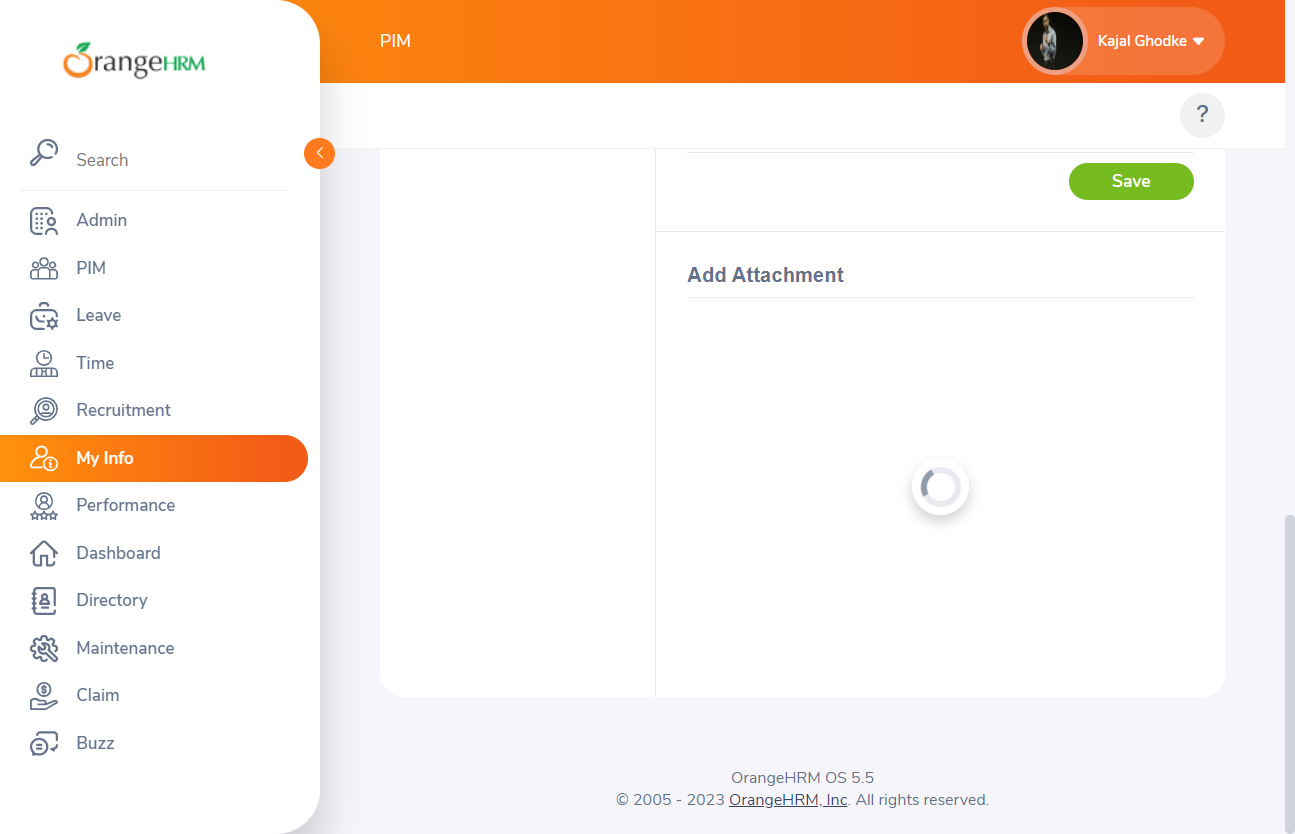 OrangeHRM
PIM
Kajal Ghodke
?
Search
Admin
PIM
Leave
Time
Recruitment
My Info
Performance
Dashboard
Directory
Maintenance
Claim
Buzz
Save
Add Attachment
OrangeHRM OS 5.5
© 2005 - 2023 OrangeHRM, Inc. All rights reserved.